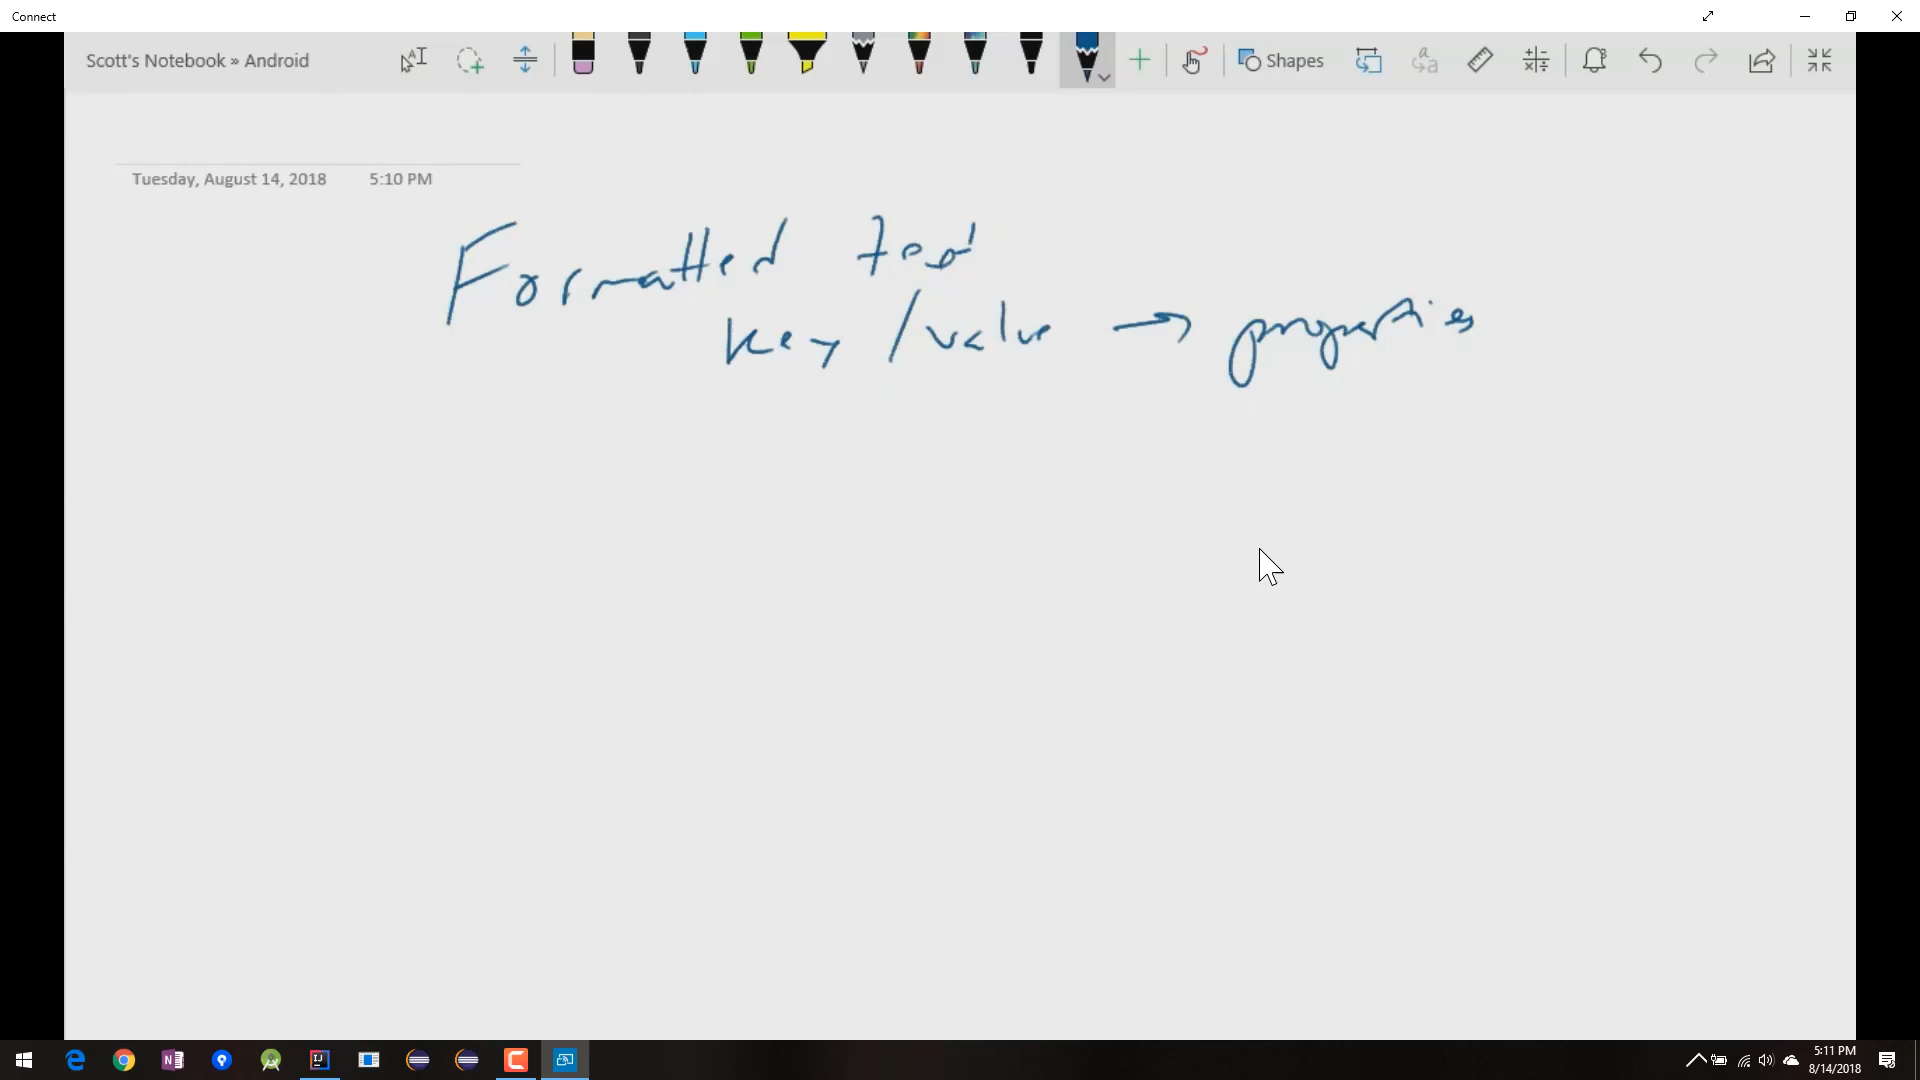 Connect
Scott's Notebook » Android
Shapes
Tuesday, August 14, 2018 5:10 PM
Formatted text
key/value → properties
5:11 PM
8/14/2018